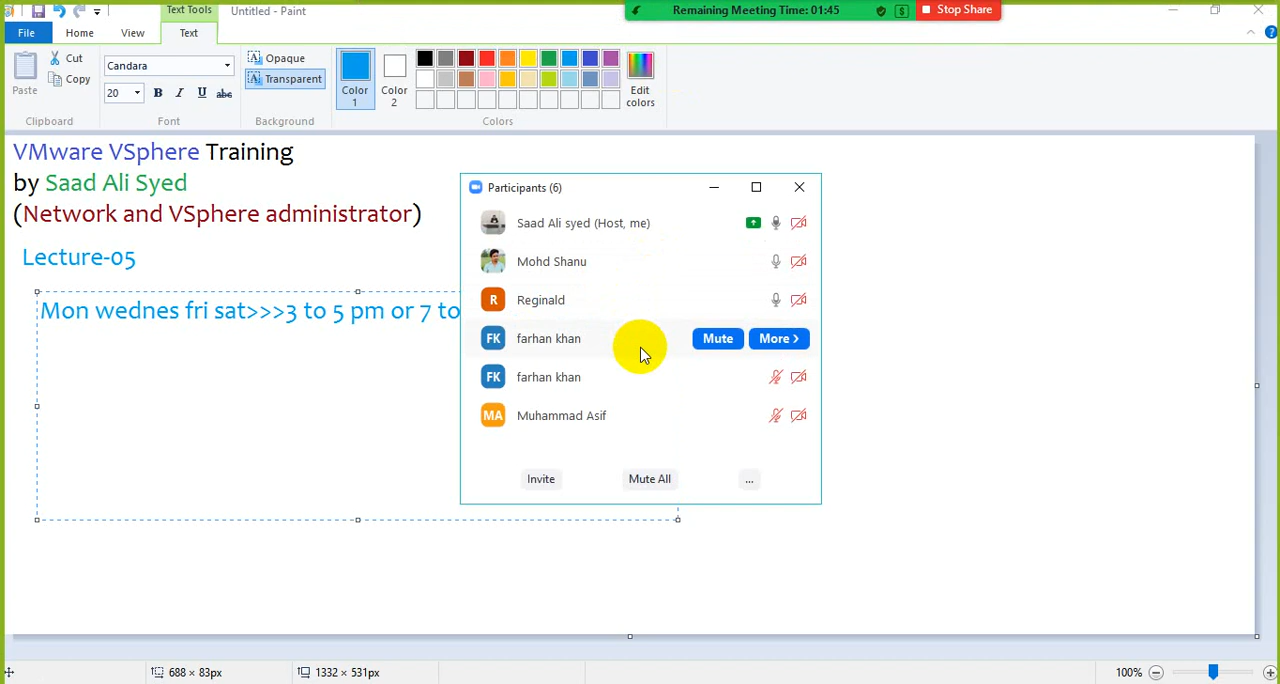 Text Tools
Untitled - Paint
Remaining Meeting Time: 01:45
$
Stop Share
File
Home
View
Text
?
Paste
Cut
Copy
Clipboard
Candara
20
B I U abc
Font
A Opaque
A Transparent
Background
Color 1
Color 2
Edit colors
Colors
VMware VSphere Training
by Saad Ali Syed
(Network and VSphere administrator)
Lecture-05
Mon wednes fri sat>>>3 to 5 pm or 7 to
Participants (6)
Saad Ali syed (Host, me)
Mohd Shanu
R Reginald
FK farhan khan Mute More >
FK farhan khan
MA Muhammad Asif
Invite Mute All ...
688 × 83px
1332 × 531px
100%